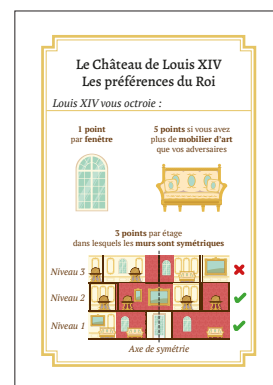 Le Château de Louis XIV
Les préférences du Roi
Louis XIV vous octroie :
1 point
par fenêtre
5 points si vous avez
plus de mobilier d'art
que vos adversaires
3 points par étage
dans lesquels les murs sont symétriques
Niveau 3
Niveau 2
Niveau 1
Axe de symétrie